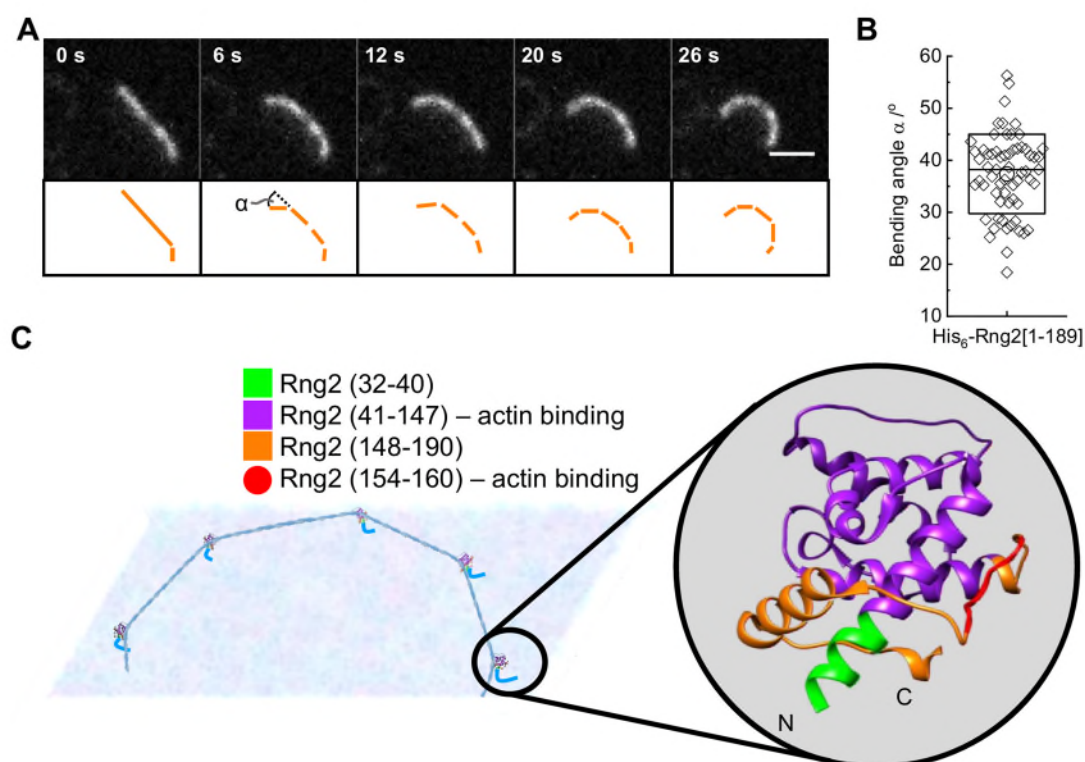 A
0 s
6 s
12 s
20 s
26 s
α
B
Bending angle α /º
60
50
40
30
20
10
His₆-Rng2[1-189]
C
Rng2 (32-40)
Rng2 (41-147) – actin binding
Rng2 (148-190)
Rng2 (154-160) – actin binding
N
C